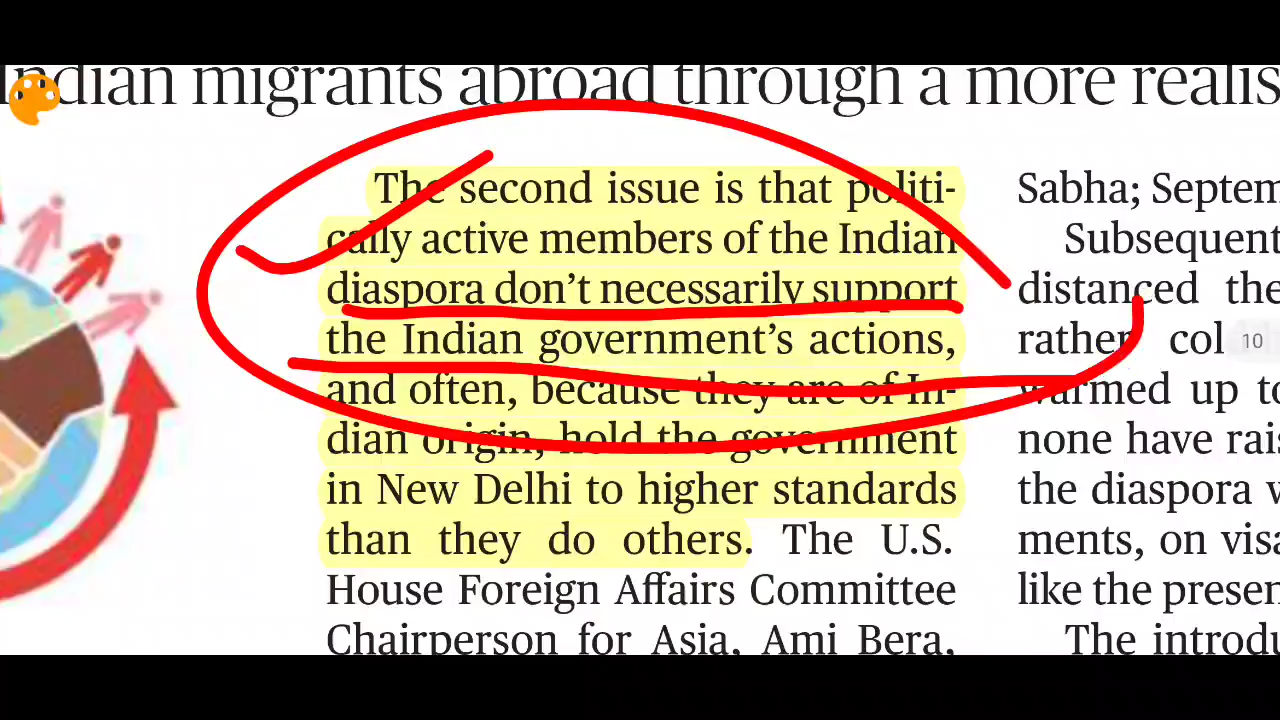 Indian migrants abroad through a more realis
The second issue is that politi-
cally active members of the Indian
diaspora don't necessarily support
the Indian government's actions,
and often, because they are of In-
dian origin, hold the government
in New Delhi to higher standards
than they do others. The U.S.
House Foreign Affairs Committee
Chairperson for Asia, Ami Bera,
Sabha; Septem
Subsequent
distanced the
rather col
10
warmed up to
none have rais
the diaspora w
ments, on visa
like the presen
The introdu